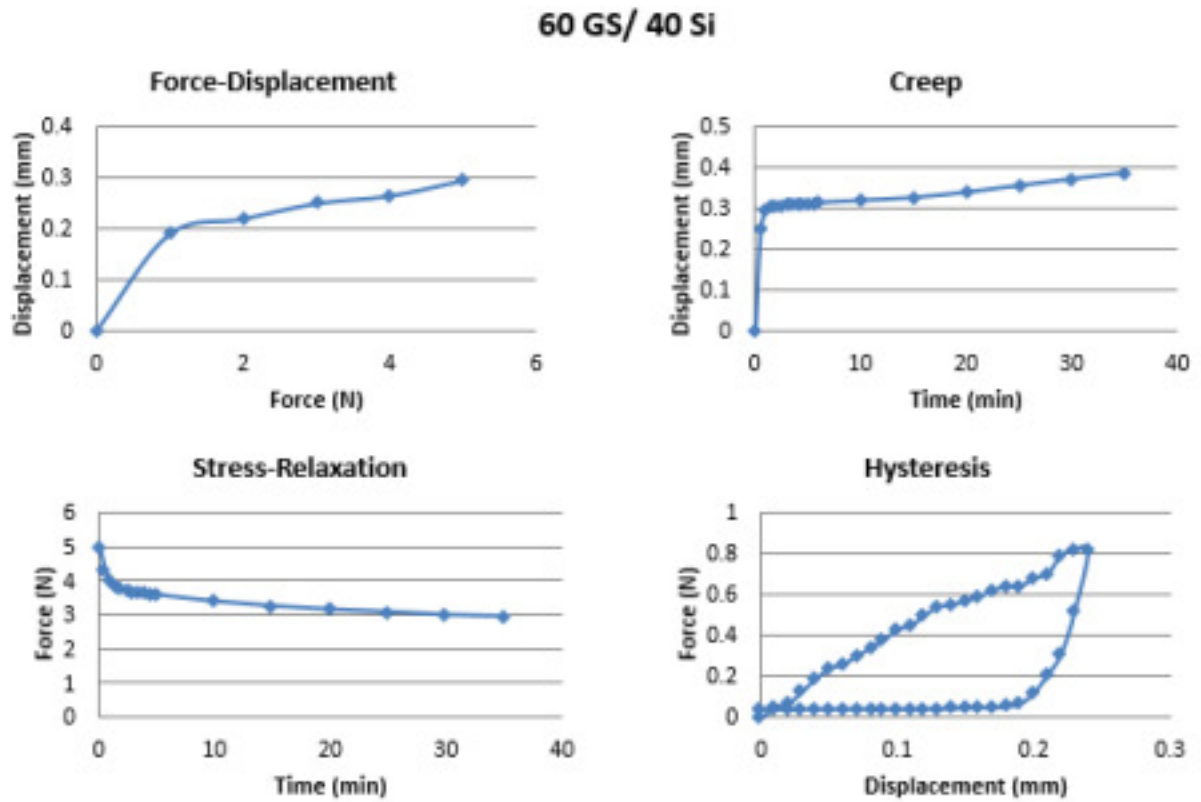 60 GS/ 40 Si
Force-Displacement
Displacement (mm)
0.4
0.3
0.2
0.1
0
0 2 4 6
Force (N)
Creep
Displacement (mm)
0.5
0.4
0.3
0.2
0.1
0
0 10 20 30 40
Time (min)
Stress-Relaxation
Force (N)
6
5
4
3
2
1
0
0 10 20 30 40
Time (min)
Hysteresis
Force (N)
1
0.8
0.6
0.4
0.2
0
0 0.1 0.2 0.3
Displacement (mm)